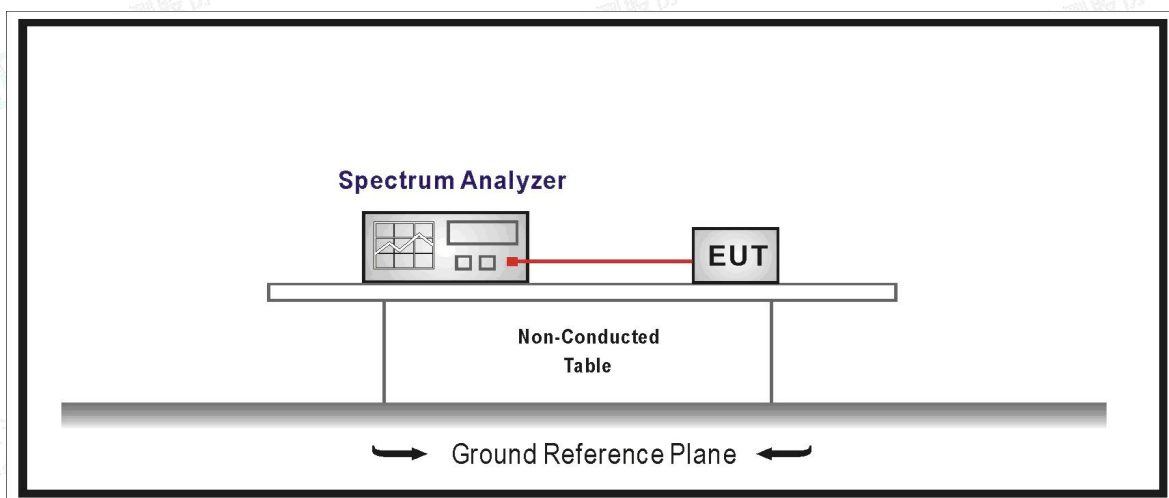 Spectrum Analyzer
EUT
Non-Conducted
Table
Ground Reference Plane